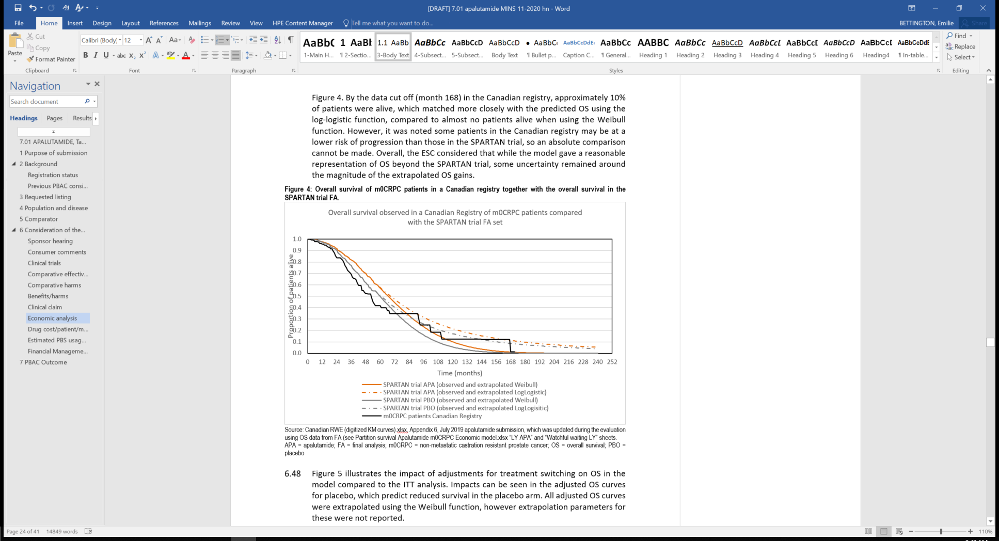 [DRAFT] 7.01 apalutamide MINS 11-2020 hn - Word
File Home Insert Design Layout References Mailings Review View HPE Content Manager Tell me what you want to do... BETTINGTON, Emilie Share
Paste
Cut
Copy
Format Painter
Clipboard
Calibri (Body) 12
Font
Paragraph
AaBbC 1 AaBl 1.1 AaBb AaBbCc AaBbCcD AaBbCcD • AaBbC AaBbCcDdE AaBbCc AABBC AaBbCc AaBbCcD AaBbCcL AaBbCcL AaBbCcD AaBbCcL AaBbCcDdE
1-Main H... ¶ 2-Sectio... 3-Body Text 4-Subsect... 5-Subsect... Body Text ¶ Bullet p... Caption C... ¶ General... Heading 1 Heading 2 Heading 3 Heading 4 Heading 5 Heading 6 Heading4 ¶ In-table...
Styles
Find
Replace
Select
Editing
Navigation
Search document
Headings Pages Results
7.01 APALUTAMIDE, Ta...
1 Purpose of submission
2 Background
Registration status
Previous PBAC consi...
3 Requested listing
4 Population and disease
5 Comparator
6 Consideration of the...
Sponsor hearing
Consumer comments
Clinical trials
Comparative effectiv...
Comparative harms
Benefits/harms
Clinical claim
Economic analysis
Drug cost/patient/m...
Estimated PBS usag...
Financial Manageme...
7 PBAC Outcome
Figure 4. By the data cut off (month 168) in the Canadian registry, approximately 10%
of patients were alive, which matched more closely with the predicted OS using the
log-logistic function, compared to almost no patients alive when using the Weibull
function. However, it was noted some patients in the Canadian registry may be at a
lower risk of progression than those in the SPARTAN trial, so an absolute comparison
cannot be made. Overall, the ESC considered that while the model gave a reasonable
representation of OS beyond the SPARTAN trial, some uncertainty remained around
the magnitude of the extrapolated OS gains.
Figure 4: Overall survival of m0CRPC patients in a Canadian registry together with the overall survival in the
SPARTAN trial FA.
Overall survival observed in a Canadian Registry of m0CRPC patients compared
with the SPARTAN trial FA set
Proportion of patients alive
1.0
0.9
0.8
0.7
0.6
0.5
0.4
0.3
0.2
0.1
0.0
0 12 24 36 48 60 72 84 96 108 120 132 144 156 168 180 192 204 216 228 240 252
Time (months)
SPARTAN trial APA (observed and extrapolated Weibull)
SPARTAN trial APA (observed and extrapolated LogLogistic)
SPARTAN trial PBO (observed and extrapolated Weibull)
SPARTAN trial PBO (observed and extrapolated LogLogisitic)
m0CRPC patients Canadian Registry
Source: Canadian RWE (digitized KM curves).xlsx, Appendix 6, July 2019 apalutamide submission, which was updated during the evaluation
using OS data from FA (see Partition survival Apalutamide m0CRPC Economic model.xlsx “LY APA” and “Watchful waiting LY” sheets.
APA = apalutamide; FA = final analysis; m0CRPC = non-metastatic castration resistant prostate cancer; OS = overall survival; PBO =
placebo
6.48 Figure 5 illustrates the impact of adjustments for treatment switching on OS in the
model compared to the ITT analysis. Impacts can be seen in the adjusted OS curves
for placebo, which predict reduced survival in the placebo arm. All adjusted OS curves
were extrapolated using the Weibull function, however extrapolation parameters for
these were not reported.
Page 24 of 41 14849 words
110%